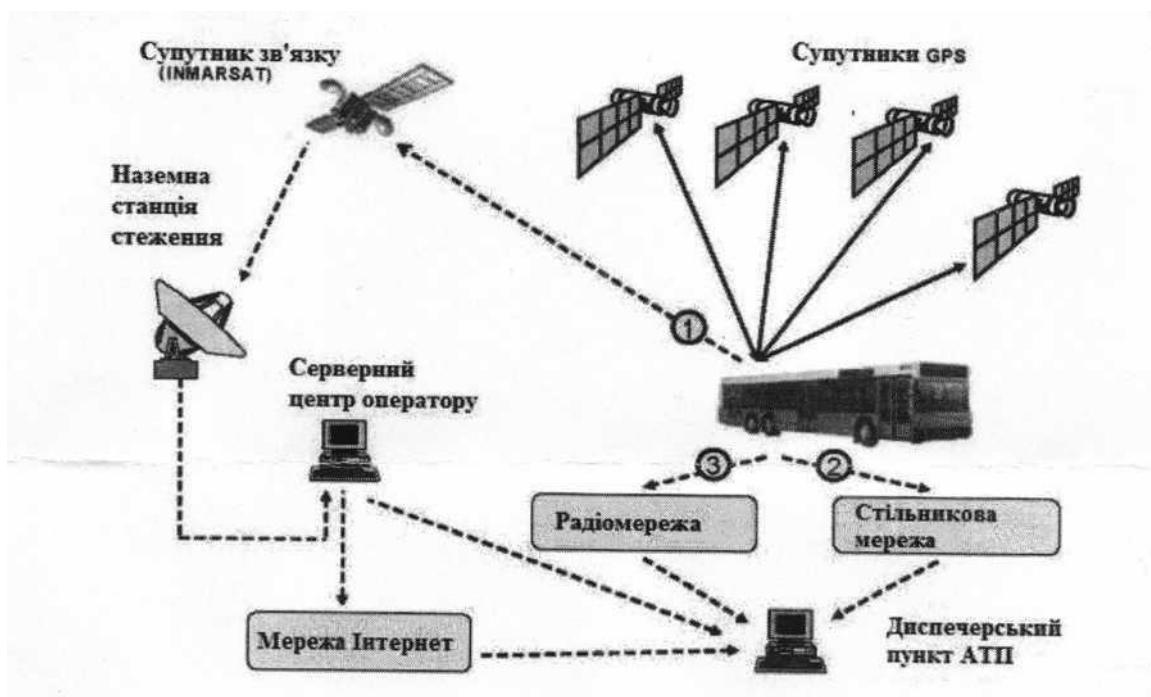 Супутник зв'язку
(INMARSAT)
Супутники GPS
Наземна
станція
стеження
1
Серверний
центр оператору
3
2
Радіомережа
Стільникова
мережа
Мережа Інтернет
Диспечерський
пункт АТП